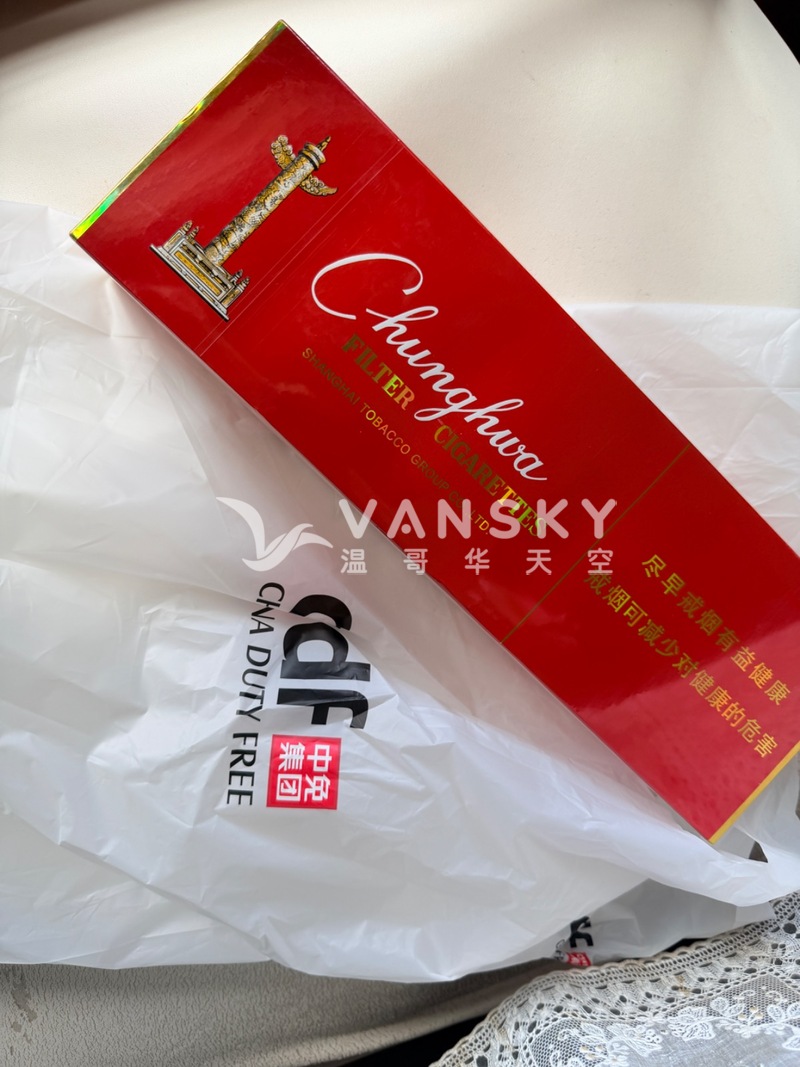 Chunghwa
FILTER CIGARETTES
SHANGHAI TOBACCO GROUP CO., LTD.
VANSKY
温哥华天空
尽早戒烟有益健康
戒烟可减少对健康的危害
cdf
CNA DUTY FREE
中免
集团